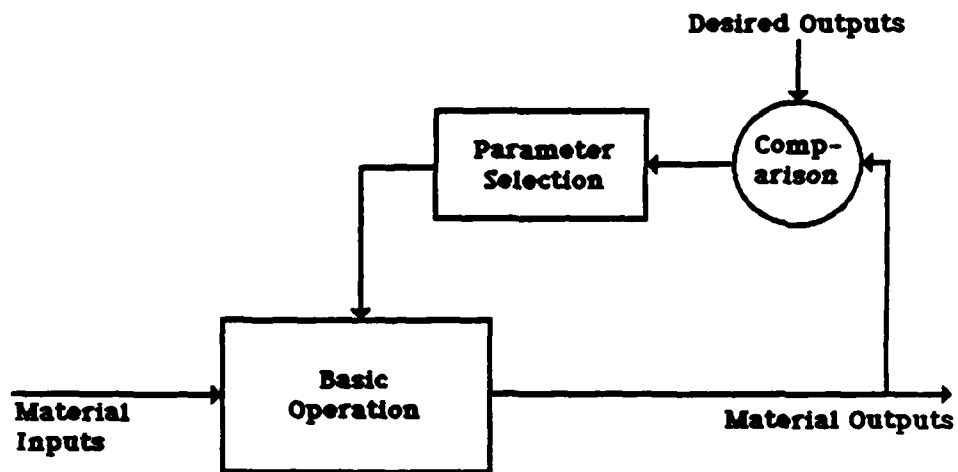 Desired Outputs
Parameter
Selection
Comp-
arison
Basic
Operation
Material
Inputs
Material Outputs